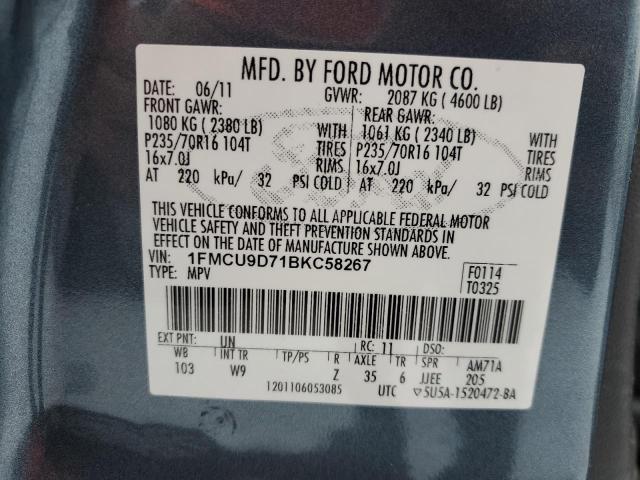 MFD. BY FORD MOTOR CO.
DATE: 06/11 GVWR: 2087 KG ( 4600 LB)
FRONT GAWR: REAR GAWR:
1080 KG ( 2380 LB) WITH 1061 KG ( 2340 LB) WITH
P235/70R16 104T TIRES P235/70R16 104T TIRES
16x7.0J RIMS 16x7.0J RIMS
AT 220 kPa/ 32 PSI COLD AT 220 kPa/ 32 PSI COLD
THIS VEHICLE CONFORMS TO ALL APPLICABLE FEDERAL MOTOR
VEHICLE SAFETY AND THEFT PREVENTION STANDARDS IN
EFFECT ON THE DATE OF MANUFACTURE SHOWN ABOVE.
VIN: 1FMCU9D71BKC58267
TYPE: MPV
F0114
T0325
EXT PNT: UN RC: 11 DSO:
WB INT TR TP/PS R AXLE TR SPR AM71A
103 W9 Z 35 6 JJEE 205
1201106053085 UTC ▽5U5A-1520472-BA